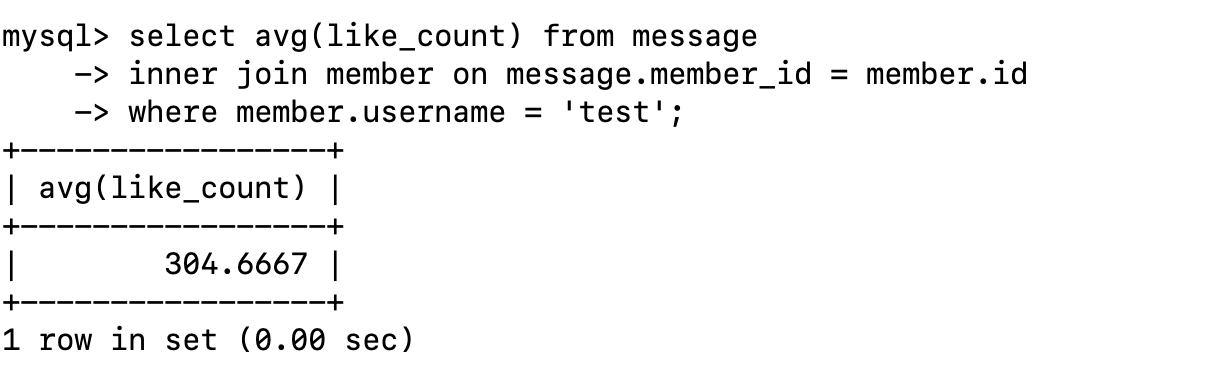 mysql> select avg(like_count) from message
    -> inner join member on message.member_id = member.id
    -> where member.username = 'test';
+-----------------+
| avg(like_count) |
+-----------------+
|        304.6667 |
+-----------------+
1 row in set (0.00 sec)